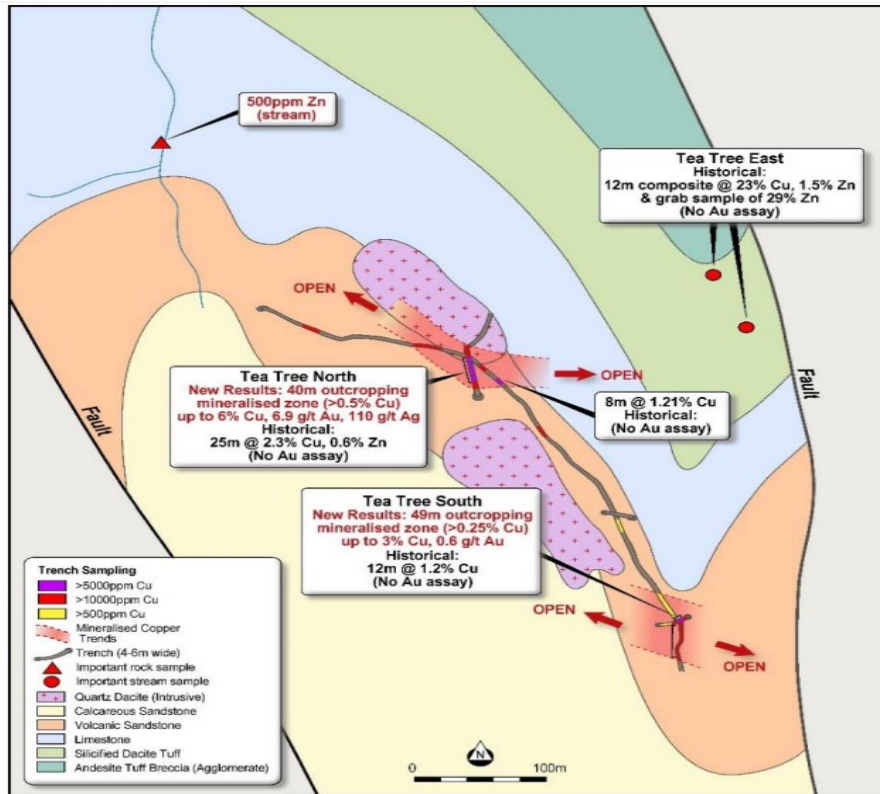 500ppm Zn
(stream)
Tea Tree East
Historical:
12m composite @ 23% Cu, 1.5% Zn
& grab sample of 29% Zn
(No Au assay)
OPEN
OPEN
Fault
Tea Tree North
New Results: 40m outcropping
mineralised zone (>0.5% Cu)
up to 6% Cu, 6.9 g/t Au, 110 g/t Ag
Historical:
25m @ 2.3% Cu, 0.6% Zn
(No Au assay)
8m @ 1.21% Cu
Historical:
(No Au assay)
Fault
Tea Tree South
New Results: 49m outcropping
mineralised zone (>0.25% Cu)
up to 3% Cu, 0.6 g/t Au
Historical:
12m @ 1.2% Cu
(No Au assay)
OPEN
OPEN
Trench Sampling
>5000ppm Cu
>10000ppm Cu
>500ppm Cu
Mineralised Copper
Trends
Trench (4-6m wide)
Important rock sample
Important stream sample
Quartz Dacite (Intrusive)
Calcareous Sandstone
Volcanic Sandstone
Limestone
Silicified Dacite Tuff
Andesite Tuff Breccia (Agglomerate)
N
0
100m